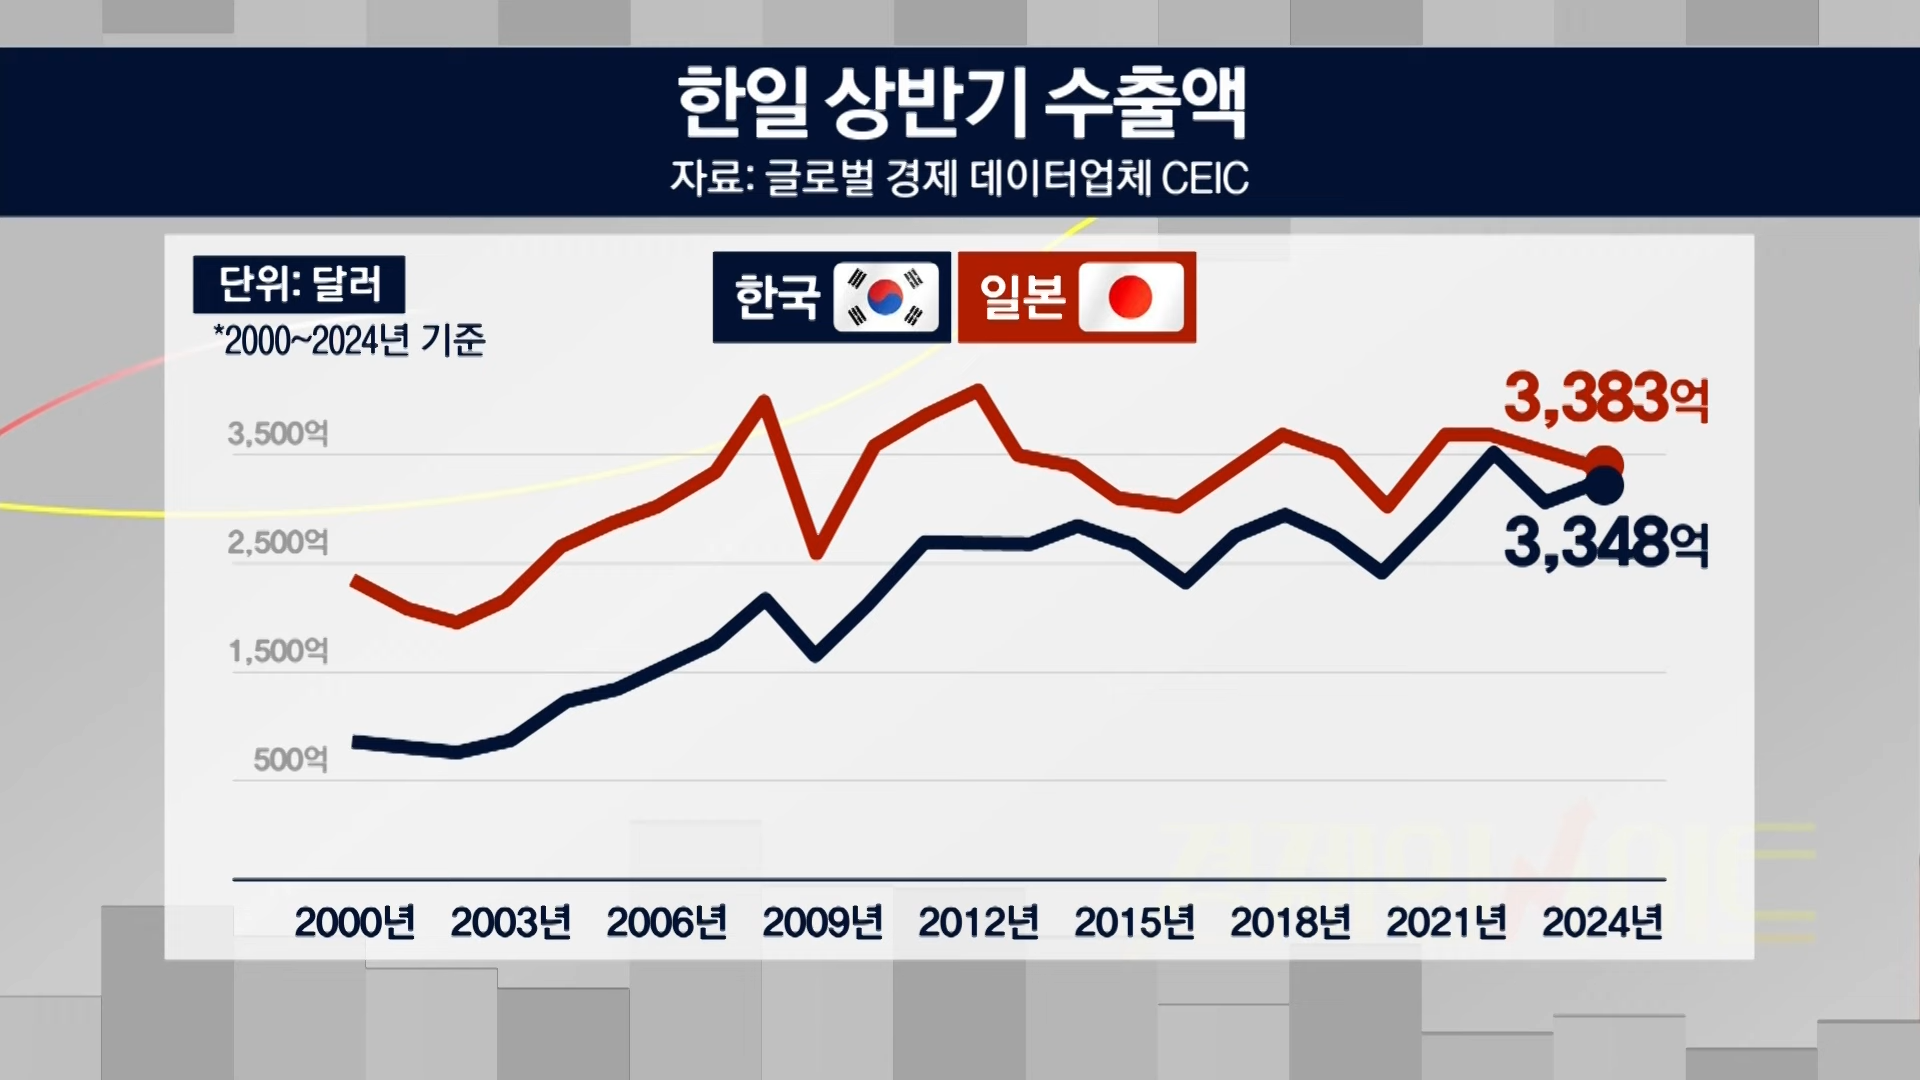 한일 상반기 수출액
자료: 글로벌 경제 데이터업체 CEIC
단위: 달러
*2000~2024년 기준
한국
일본
3,383억
3,348억
3,500억
2,500억
1,500억
500억
2000년 2003년 2006년 2009년 2012년 2015년 2018년 2021년 2024년